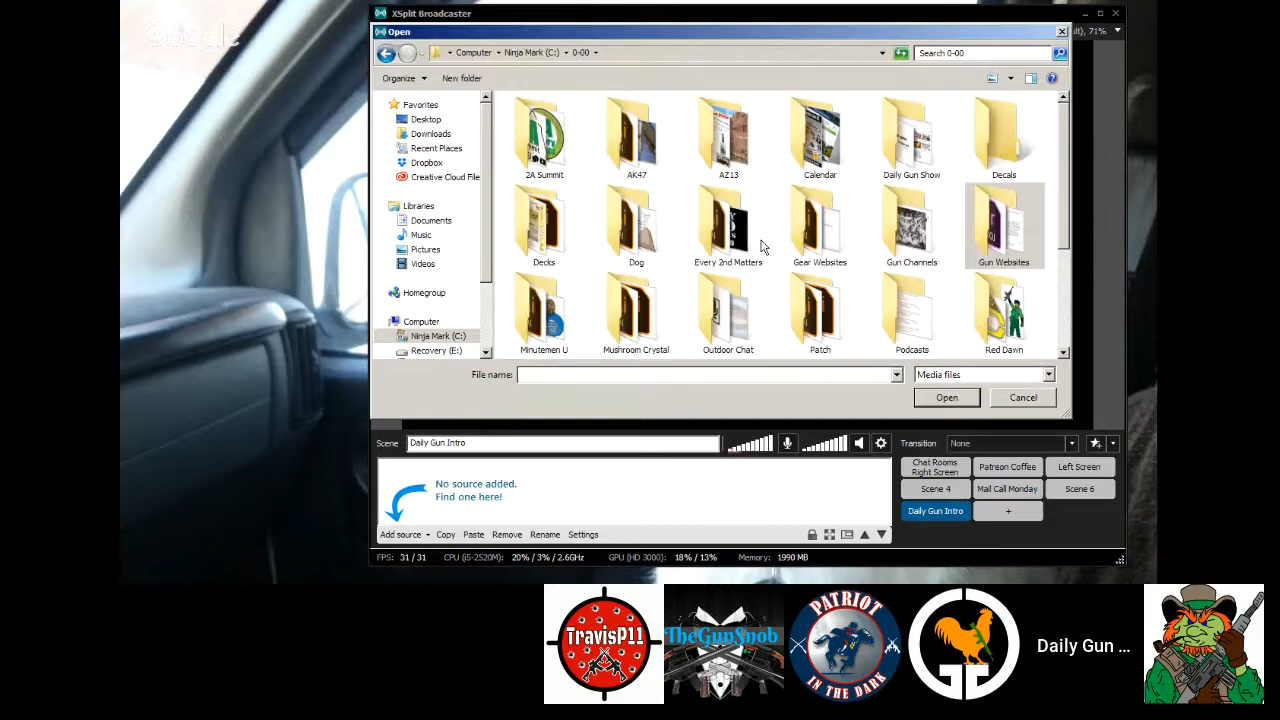 Google
XSplit Broadcaster
Open
Computer Ninja Mark (C:) 0-00
Search 0-00
71%
Organize
New folder
Favorites
Desktop
Downloads
Recent Places
Dropbox
Creative Cloud File
Libraries
Documents
Music
Pictures
Videos
Homegroup
Computer
Ninja Mark (C:)
Recovery (E:)
2A Summit
AK47
AZ13
Calendar
Daily Gun Show
Decals
Decks
Dog
Every 2nd Matters
Gear Websites
Gun Channels
Gun Websites
Minutemen U
Mushroom Crystal
Outdoor Chat
Patch
Podcasts
Red Dawn
File name:
Media files
Open
Cancel
Scene
Daily Gun Intro
Transition
None
No source added.
Find one here!
Chat Rooms
Right Screen
Patreon Coffee
Left Screen
Scene 4
Mail Call Monday
Scene 6
Daily Gun Intro
+
Add source
Copy
Paste
Remove
Rename
Settings
FPS: 31 / 31
CPU (i5-2520M): 20% / 3% / 2.6GHz
GPU (HD 3000): 18% / 13%
Memory: 1990 MB
TravisP11
TheGunSnob
PATRIOT
IN THE DARK
Daily Gun ...